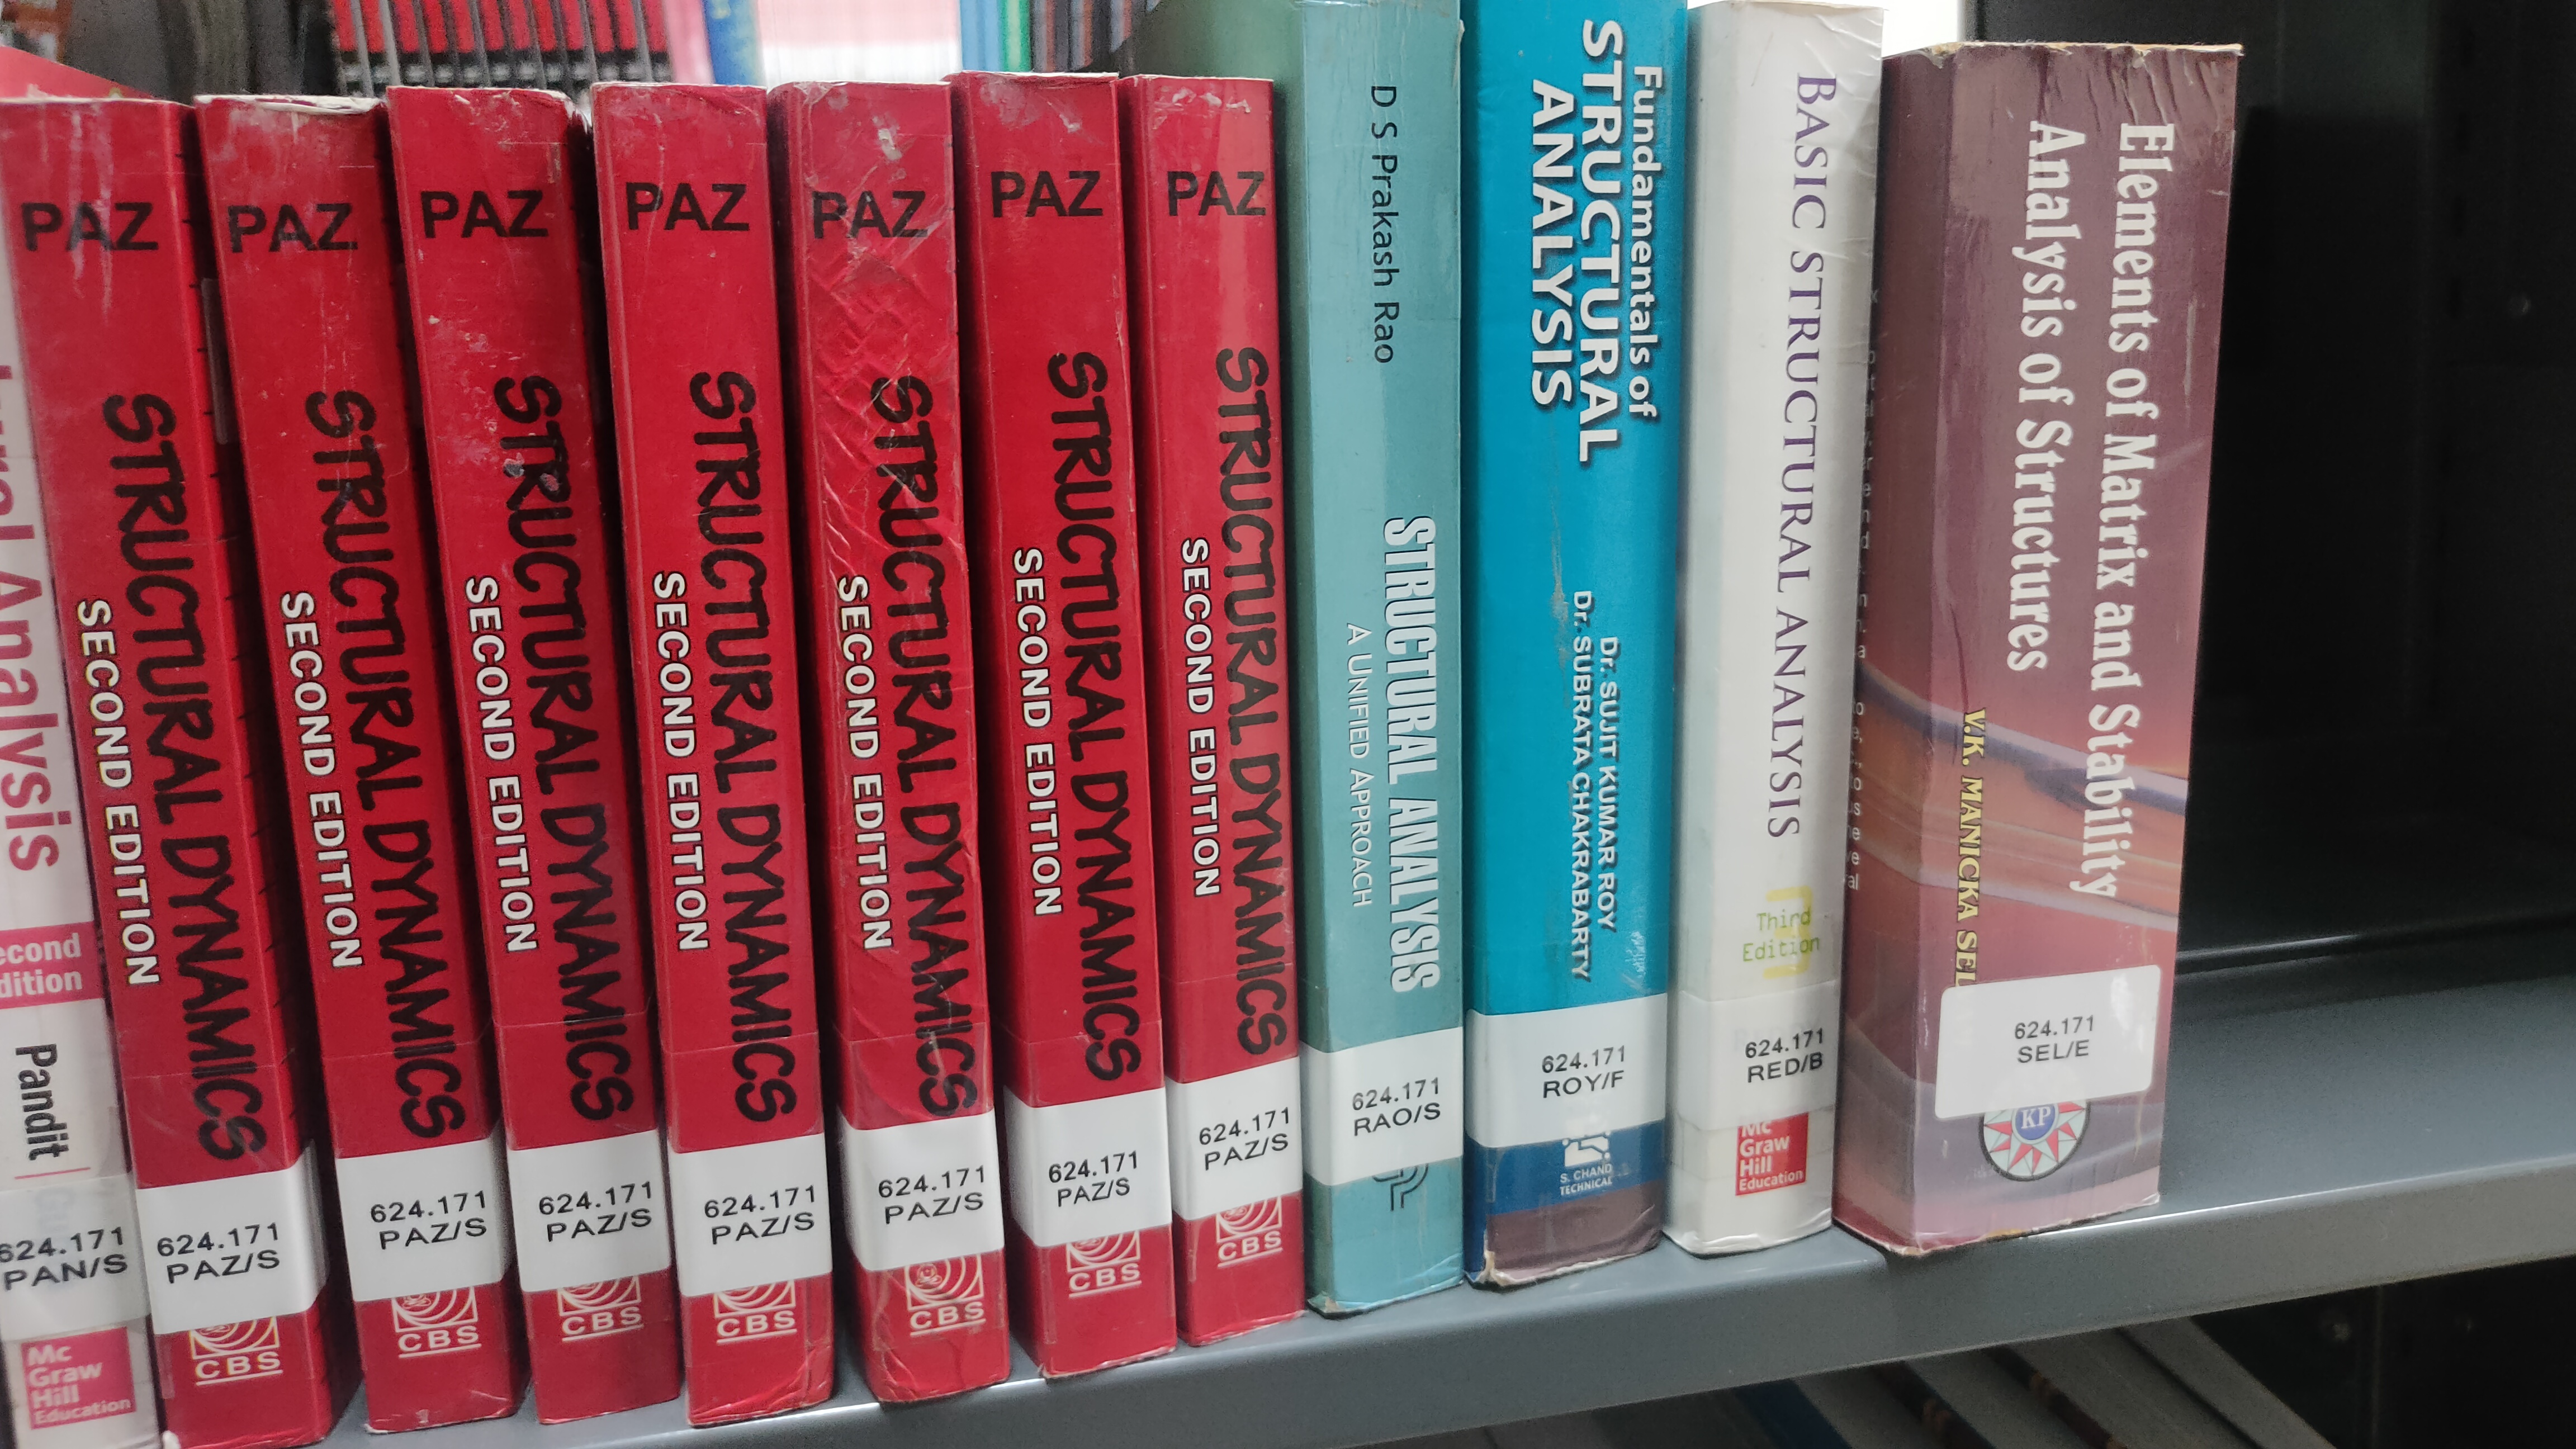 ural Analysis
econd
dition
Pandit
624.171
PAN/S
Mc
Graw
Hill
Education
PAZ
STRUCTURAL DYNAMICS
SECOND EDITION
624.171
PAZ/S
CBS
PAZ
STRUCTURAL DYNAMICS
SECOND EDITION
624.171
PAZ/S
CBS
PAZ
STRUCTURAL DYNAMICS
SECOND EDITION
624.171
PAZ/S
CBS
PAZ
STRUCTURAL DYNAMICS
SECOND EDITION
624.171
PAZ/S
CBS
PAZ
STRUCTURAL DYNAMICS
SECOND EDITION
624.171
PAZ/S
CBS
PAZ
STRUCTURAL DYNAMICS
SECOND EDITION
624.171
PAZ/S
CBS
PAZ
STRUCTURAL DYNAMICS
SECOND EDITION
624.171
PAZ/S
CBS
D S Prakash Rao
STRUCTURAL ANALYSIS
A UNIFIED APPROACH
624.171
RAO/S
Fundamentals of
STRUCTURAL
ANALYSIS
Dr. SUJIT KUMAR ROY
Dr. SUBRATA CHAKRABARTY
624.171
ROY/F
S. CHAND
TECHNICAL
BASIC STRUCTURAL ANALYSIS
Third
Edition
624.171
RED/B
Mc
Graw
Hill
Education
Elements of Matrix and Stability
Analysis of Structures
V.K. MANICKA SEL
624.171
SEL/E
KP